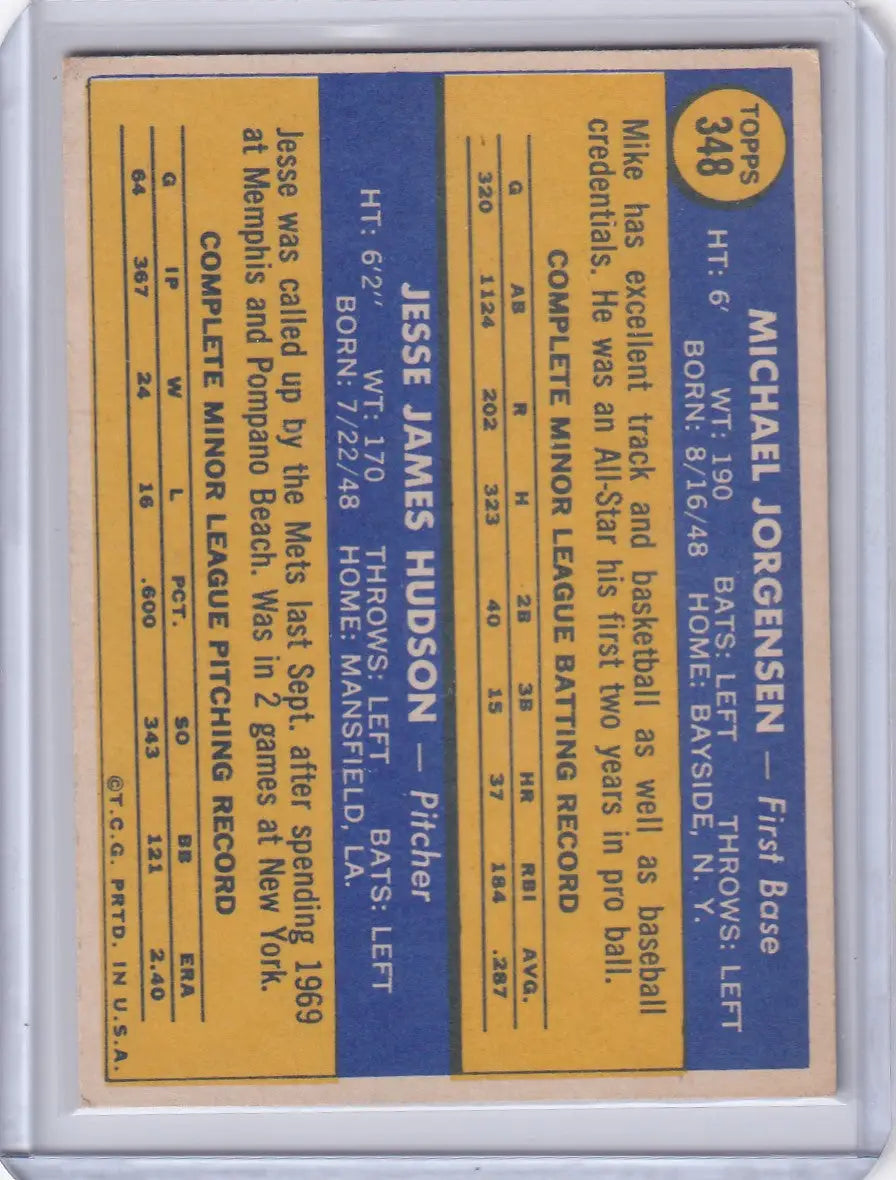 TOPPS
348
MICHAEL JORGENSEN — First Base
HT: 6' WT: 190 BATS: LEFT THROWS: LEFT
BORN: 8/16/48 HOME: BAYSIDE, N. Y.
Mike has excellent track and basketball as well as baseball
credentials. He was an All-Star his first two years in pro ball.
COMPLETE MINOR LEAGUE BATTING RECORD
G AB R H 2B 3B HR RBI AVG.
320 1124 202 323 40 15 37 184 .287
JESSE JAMES HUDSON — Pitcher
HT: 6'2" WT: 170 THROWS: LEFT BATS: LEFT
BORN: 7/22/48 HOME: MANSFIELD, LA.
Jesse was called up by the Mets last Sept. after spending 1969
at Memphis and Pompano Beach. Was in 2 games at New York.
COMPLETE MINOR LEAGUE PITCHING RECORD
G IP W L PCT. SO BB ERA
64 367 24 16 .600 343 121 2.40
©T.C.G. PRTD. IN U.S.A.